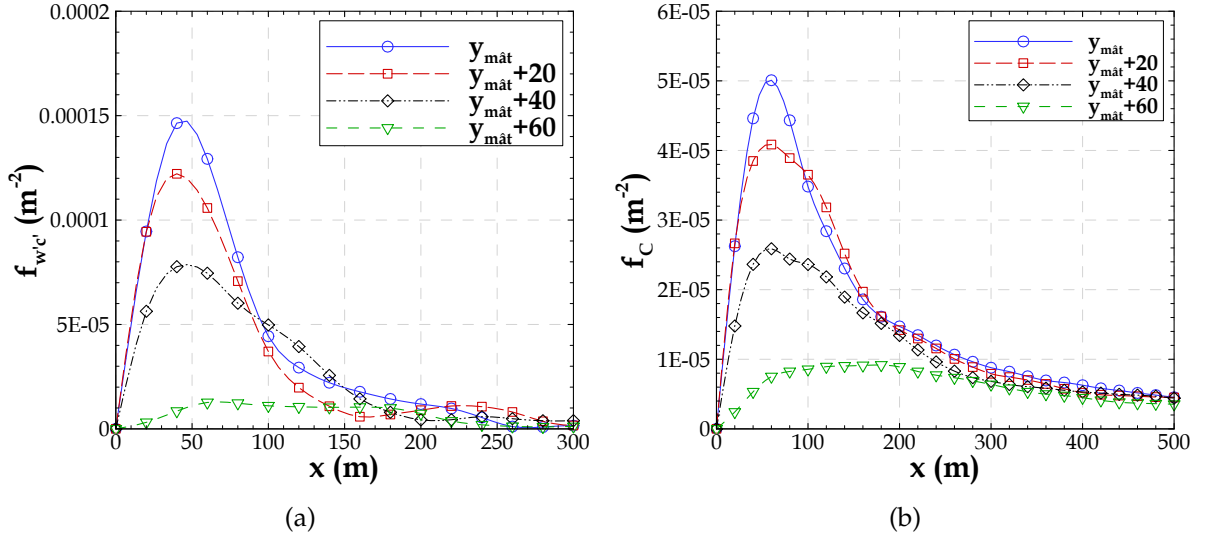 0.0002
0.00015
0.0001
5E-05
0
f_w'c' (m^-2)
y_mât
y_mât+20
y_mât+40
y_mât+60
0 50 100 150 200 250 300
x (m)
(a)
6E-05
5E-05
4E-05
3E-05
2E-05
1E-05
0
f_C (m^-2)
y_mât
y_mât+20
y_mât+40
y_mât+60
0 100 200 300 400 500
x (m)
(b)